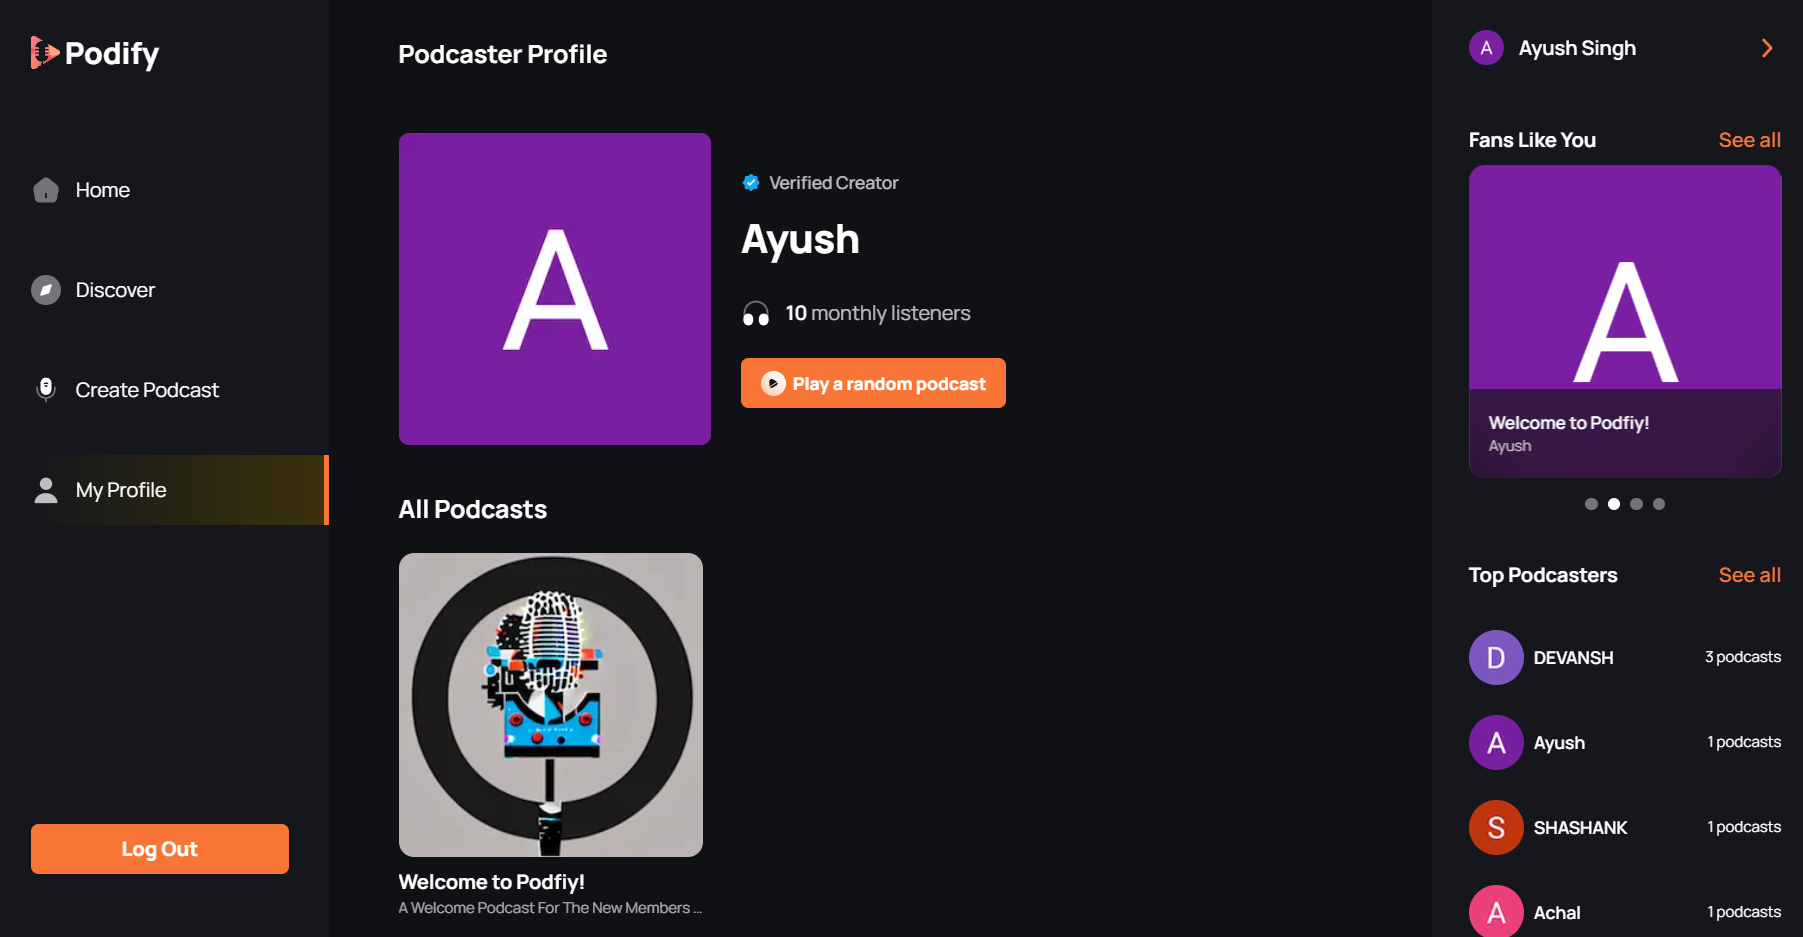 Podify
Home
Discover
Create Podcast
My Profile
Log Out
Podcaster Profile
A
Verified Creator
Ayush
10 monthly listeners
Play a random podcast
All Podcasts
Welcome to Podfiy!
A Welcome Podcast For The New Members ...
A
Ayush Singh
Fans Like You
See all
A
Welcome to Podfiy!
Ayush
Top Podcasters
See all
D
DEVANSH
3 podcasts
A
Ayush
1 podcasts
S
SHASHANK
1 podcasts
A
Achal
1 podcasts